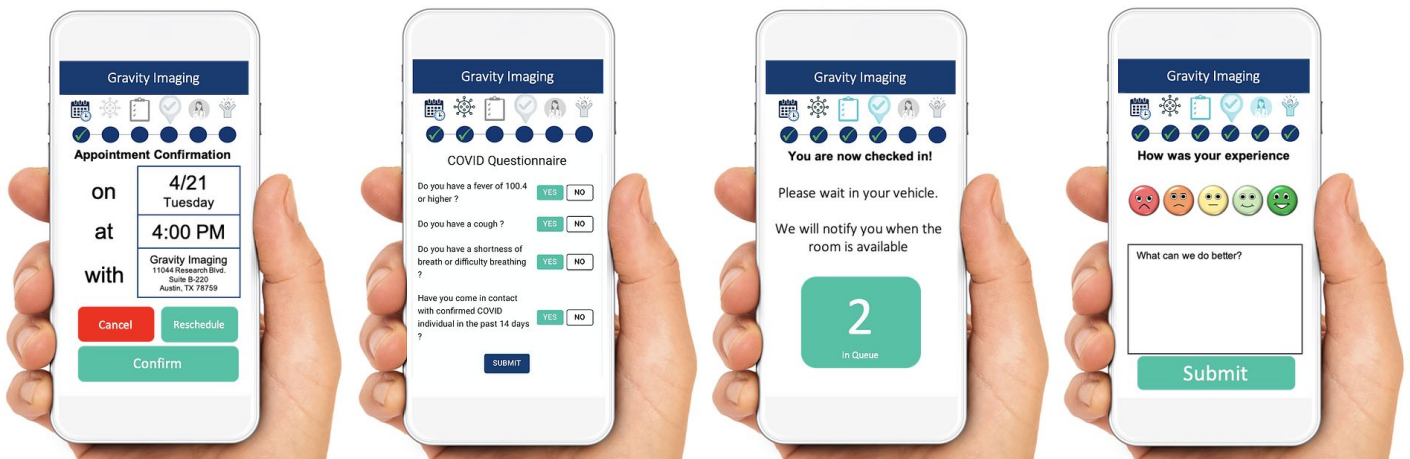 Gravity Imaging
Appointment Confirmation
on
4/21
Tuesday
at
4:00 PM
with
Gravity Imaging
11044 Research Blvd.
Suite B-220
Austin, TX 78759
Cancel
Reschedule
Confirm
Gravity Imaging
COVID Questionnaire
Do you have a fever of 100.4
or higher ?
YES NO
Do you have a cough ?
YES NO
Do you have a shortness of
breath or difficulty breathing
?
YES NO
Have you come in contact
with confirmed COVID
individual in the past 14 days
?
YES NO
SUBMIT
Gravity Imaging
You are now checked in!
Please wait in your vehicle.
We will notify you when the
room is available
2
in Queue
Gravity Imaging
How was your experience
What can we do better?
Submit